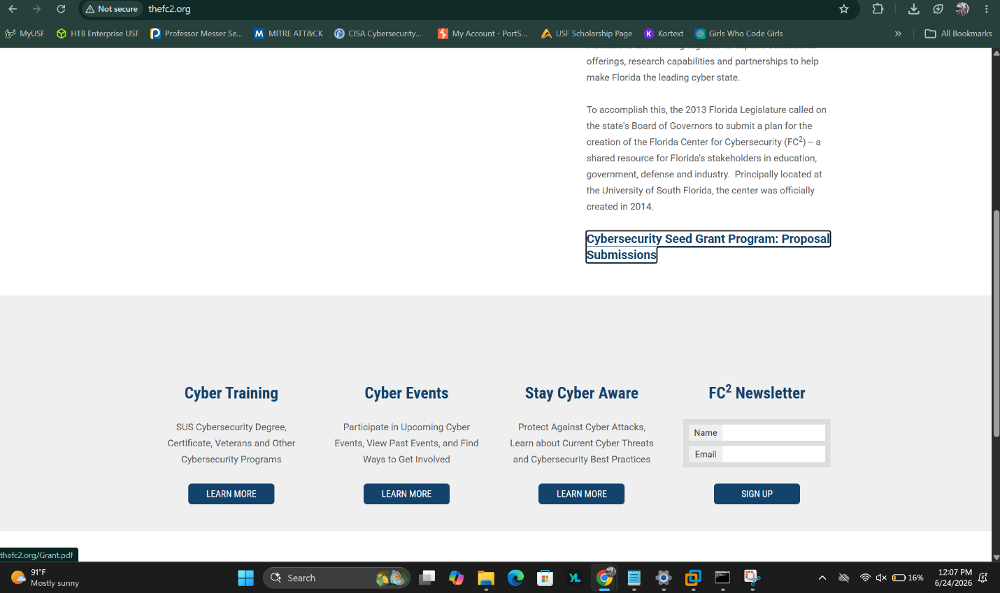 Not secure thefc2.org
MyUSF HTB Enterprise USF Professor Messer Se... MITRE ATT&CK CISA Cybersecurity... My Account - PortS... USF Scholarship Page Kortext Girls Who Code Girls » All Bookmarks
offerings, research capabilities and partnerships to help
make Florida the leading cyber state.
To accomplish this, the 2013 Florida Legislature called on
the state's Board of Governors to submit a plan for the
creation of the Florida Center for Cybersecurity (FC²) -- a
shared resource for Florida's stakeholders in education,
government, defense and industry. Principally located at
the University of South Florida, the center was officially
created in 2014.
Cybersecurity Seed Grant Program: Proposal
Submissions
Cyber Training
SUS Cybersecurity Degree,
Certificate, Veterans and Other
Cybersecurity Programs
LEARN MORE
Cyber Events
Participate in Upcoming Cyber
Events, View Past Events, and Find
Ways to Get Involved
LEARN MORE
Stay Cyber Aware
Protect Against Cyber Attacks,
Learn about Current Cyber Threats
and Cybersecurity Best Practices
LEARN MORE
FC² Newsletter
Name
Email
SIGN UP
thefc2.org/Grant.pdf
91°F
Mostly sunny
Search
YL
16%
12:07 PM
6/24/2026